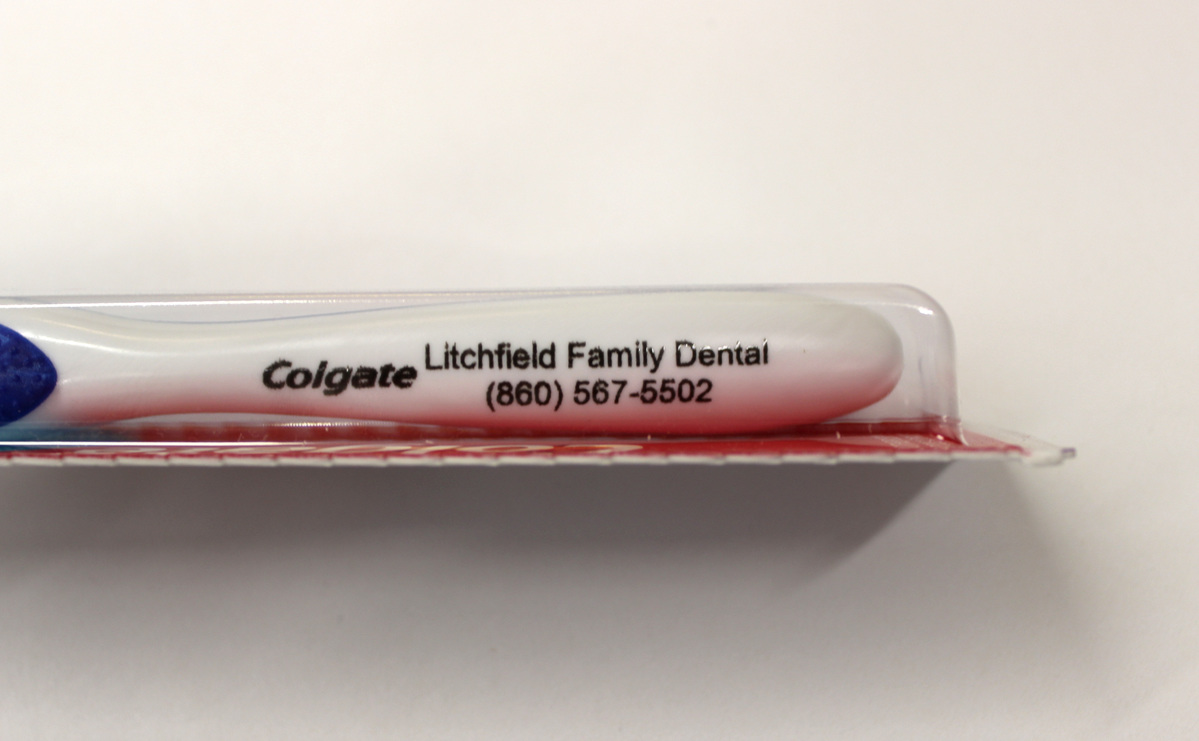 Colgate
Litchfield Family Dental
(860) 567-5502